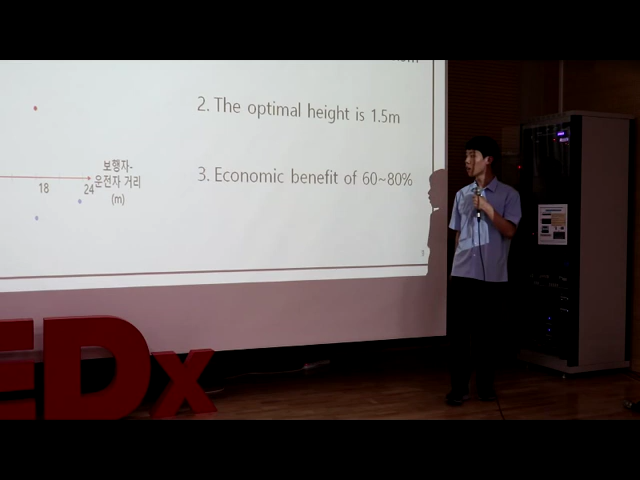 2. The optimal height is 1.5m
보행자-
운전자 거리
(m)
18
24
3. Economic benefit of 60~80%
EDx